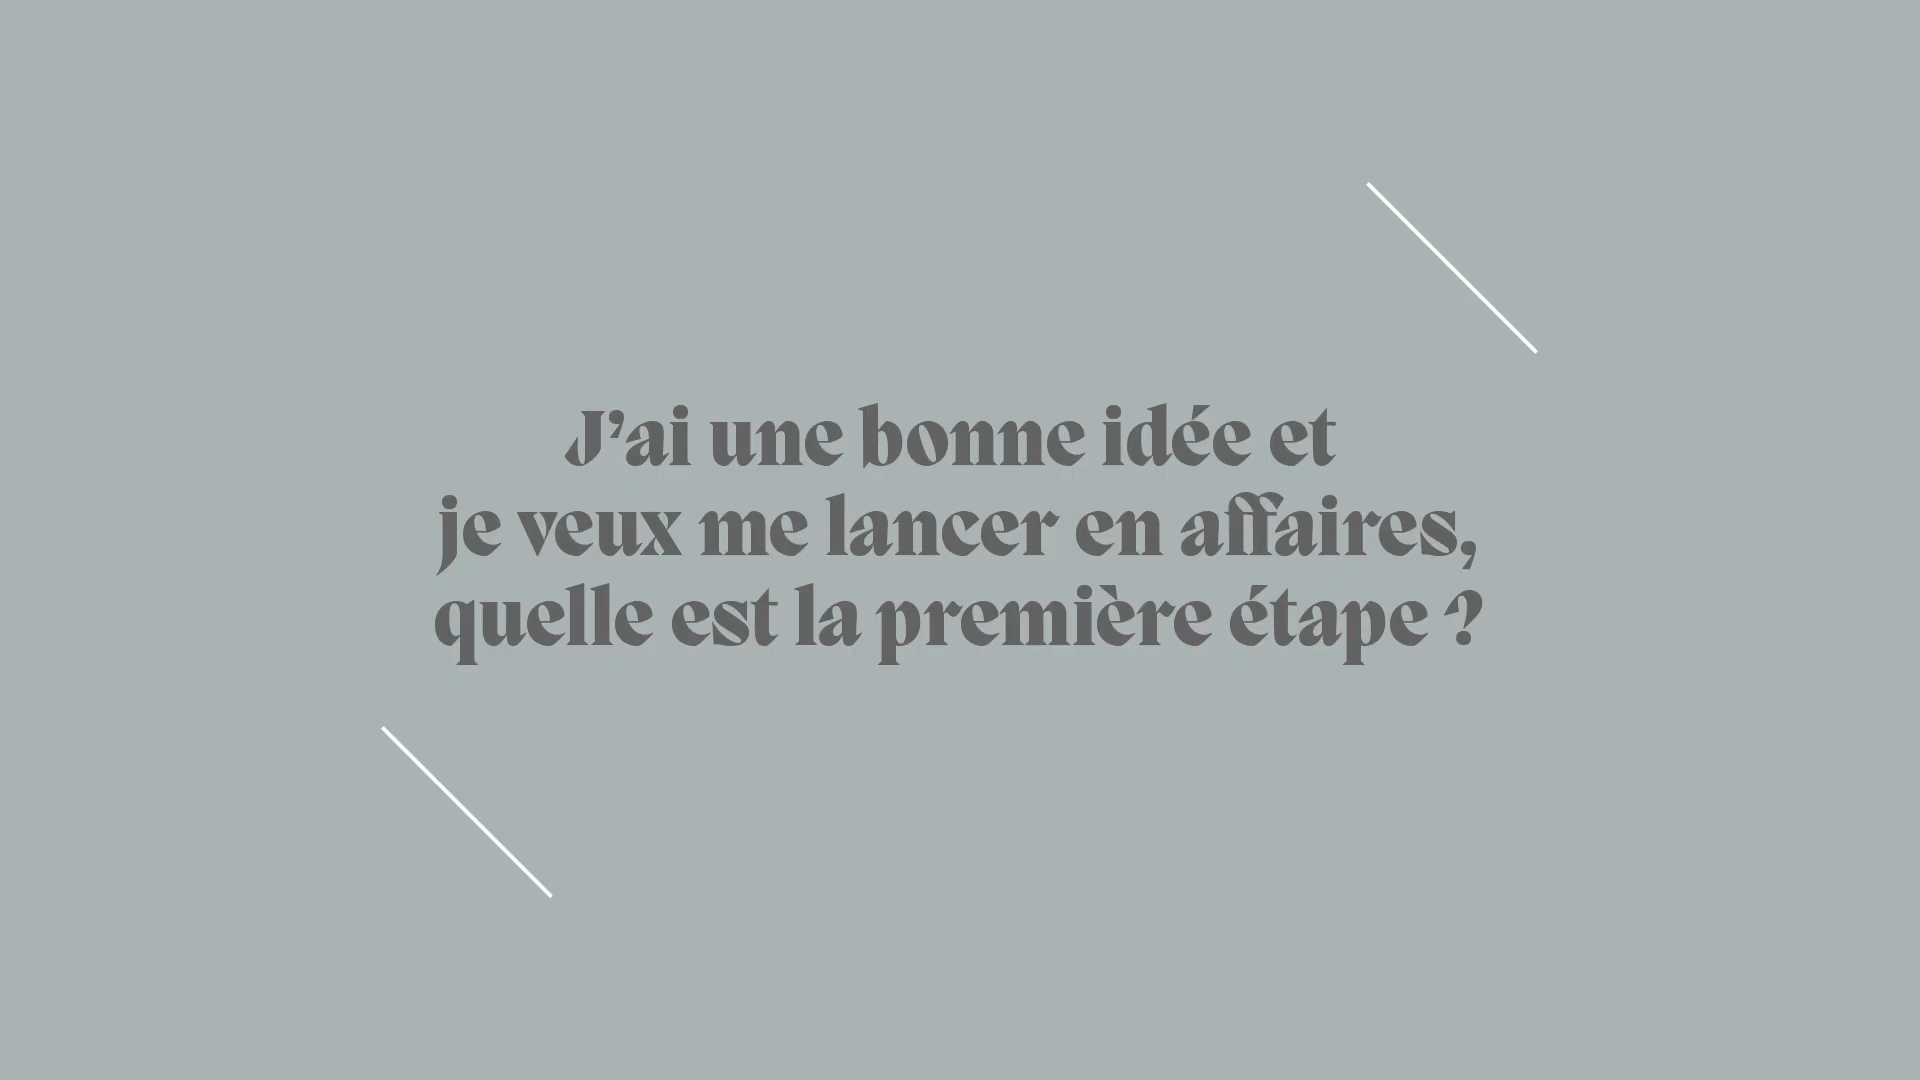 J’ai une bonne idée et
je veux me lancer en affaires,
quelle est la première étape ?